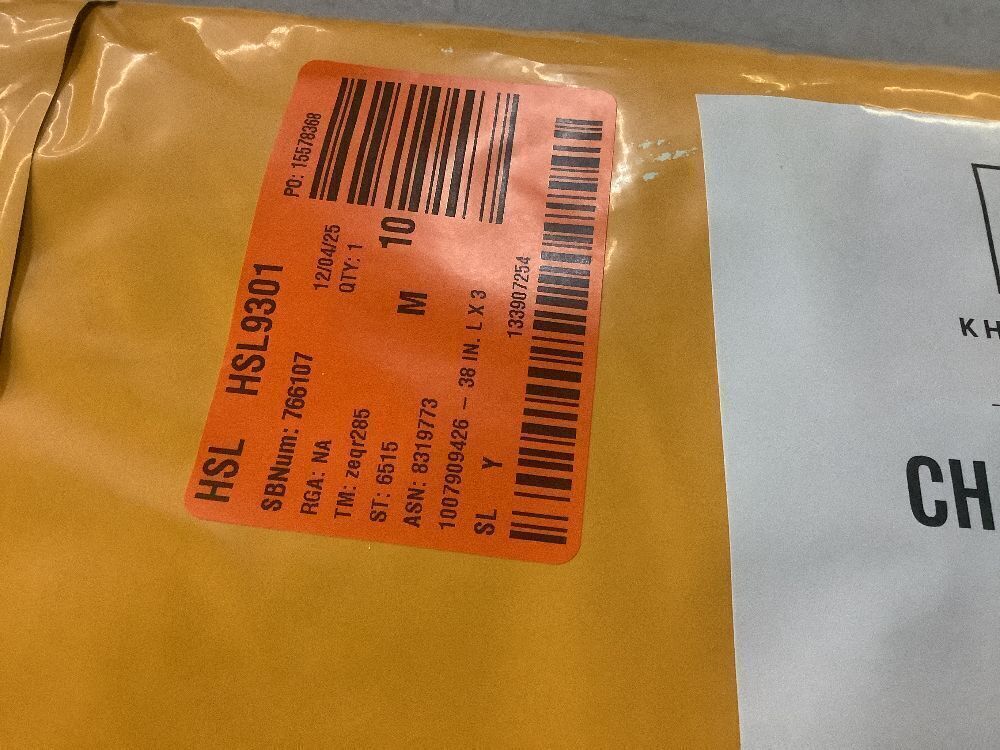 HSL HSL9301
PO: 15578368
SBNum: 766107
12/04/25
RGA: NA
QTY: 1
TM: zeqr285
ST: 6515
M 10
ASN: 8319773
1007909426 – 38 IN. L X 3
SL Y
133907254
KH
CH